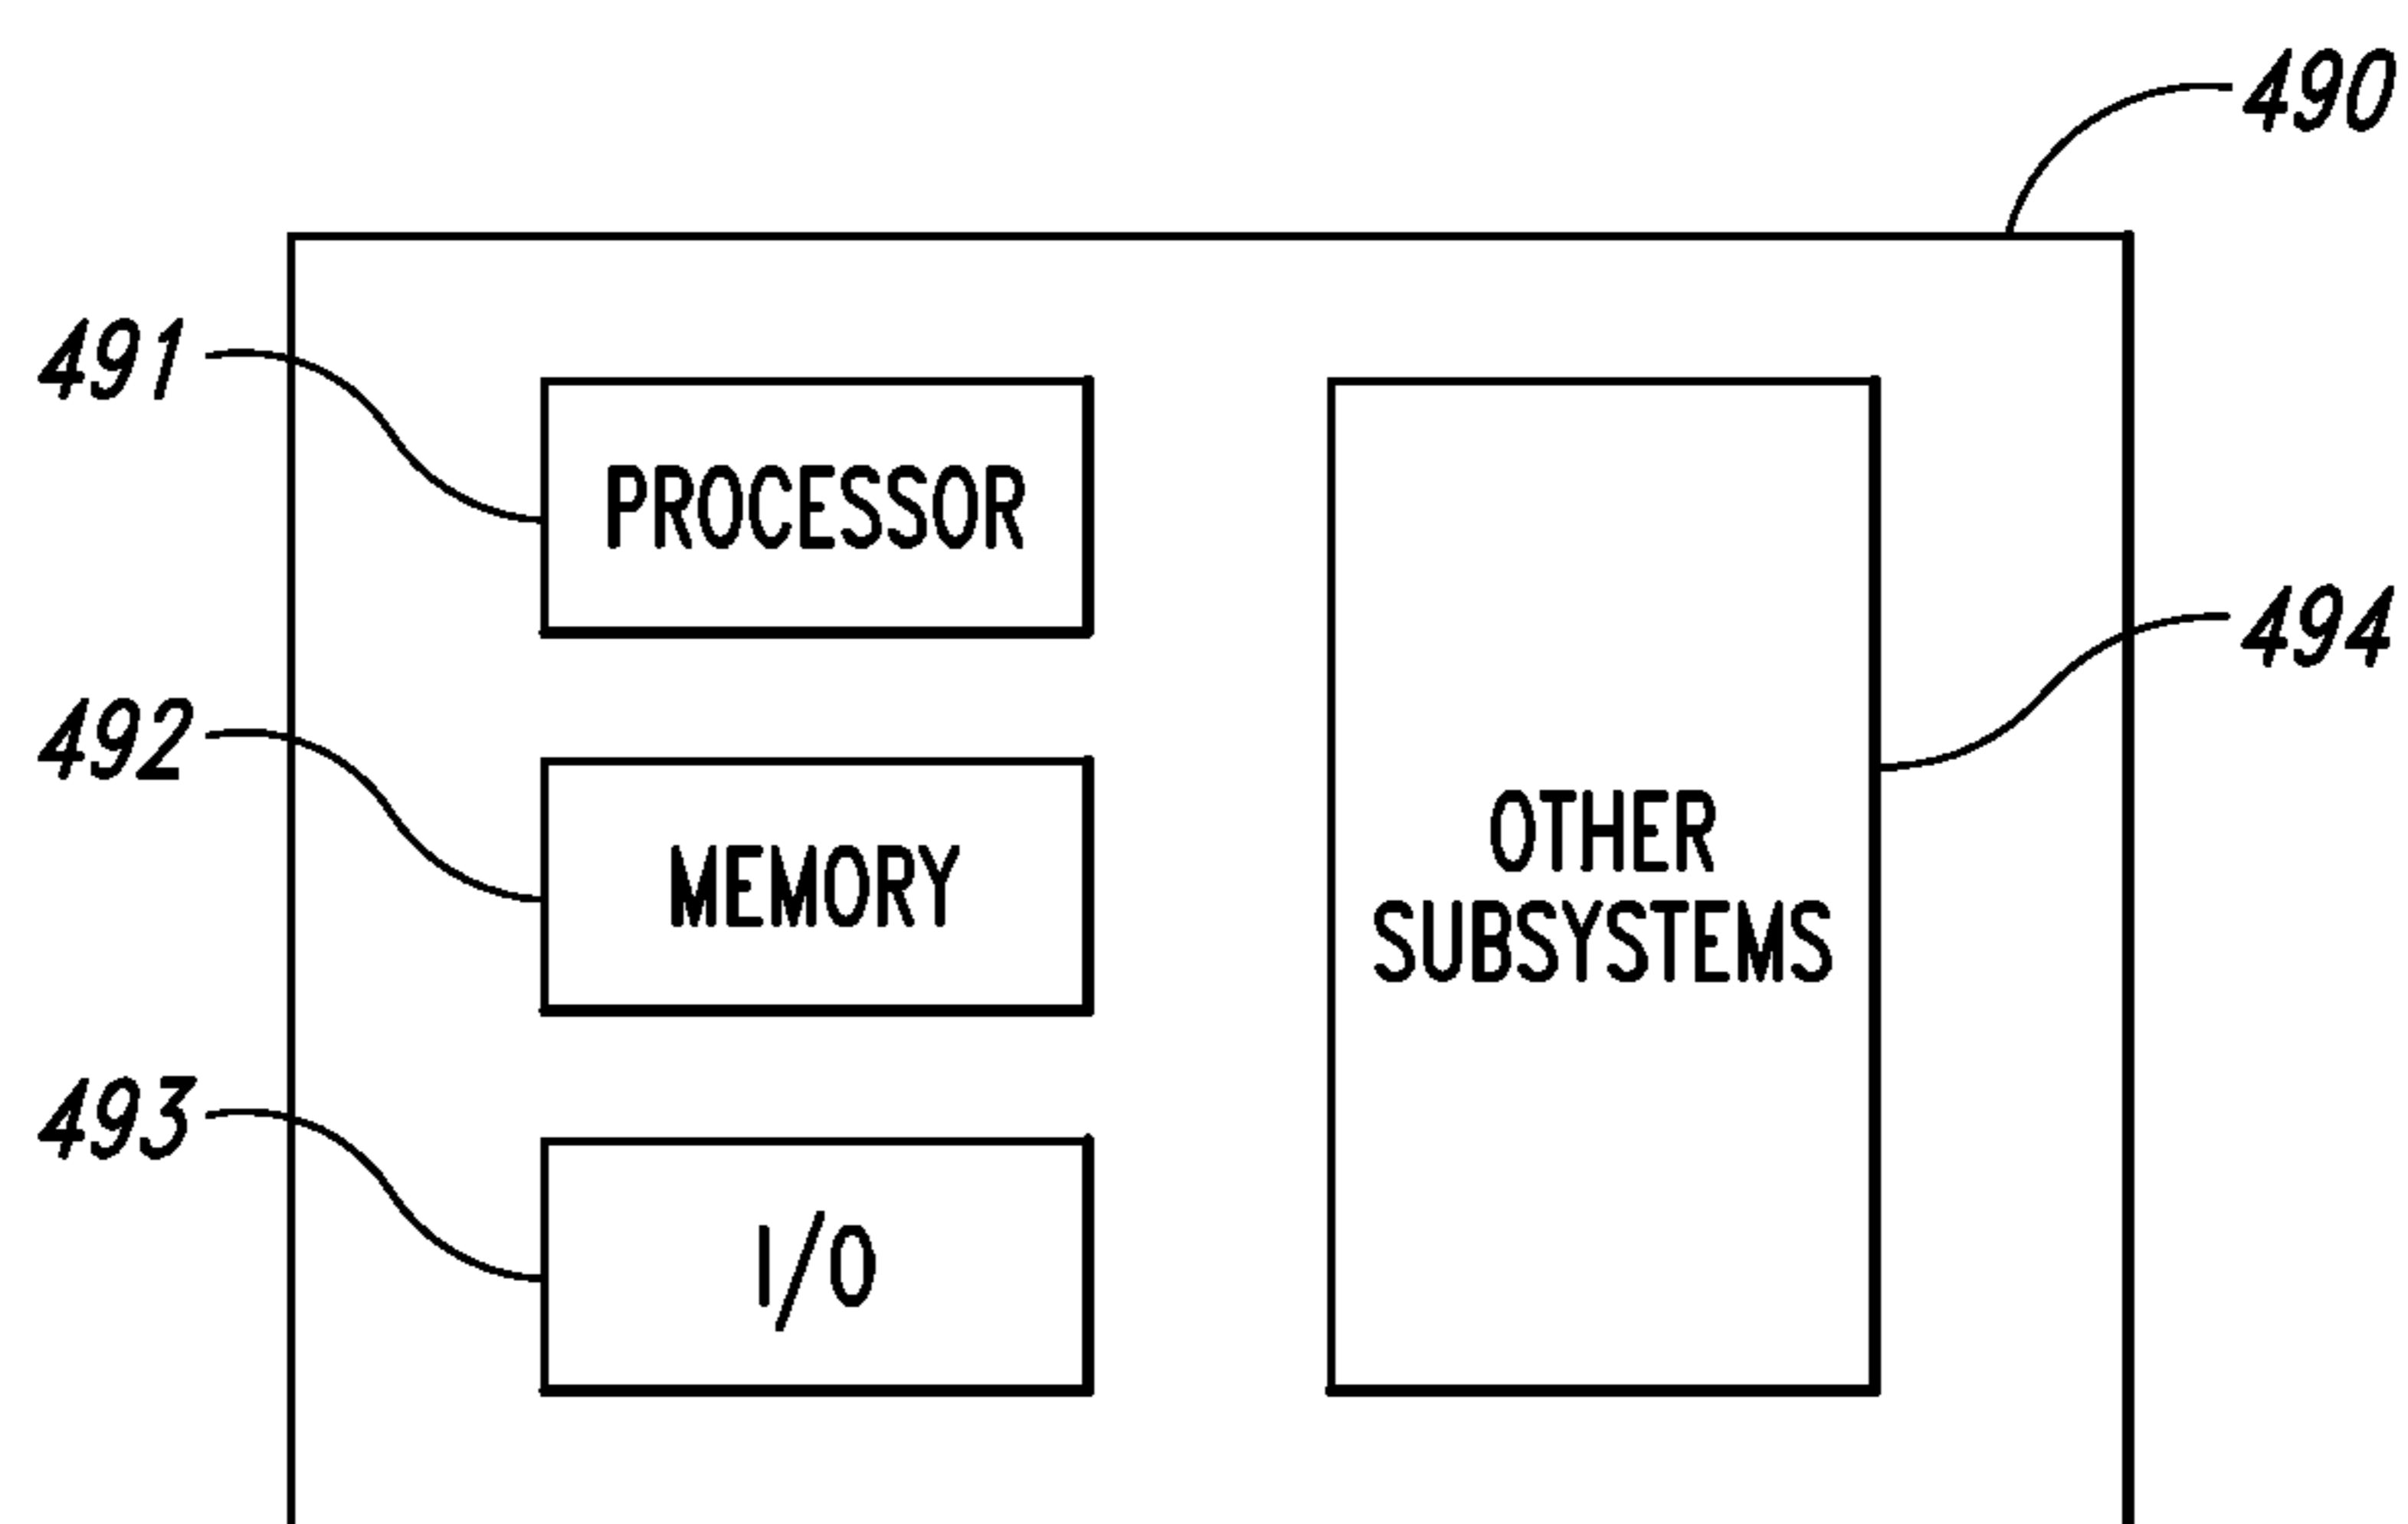 490
491
PROCESSOR
494
492
OTHER
MEMORY
SUBSYSTEMS
493
I/O